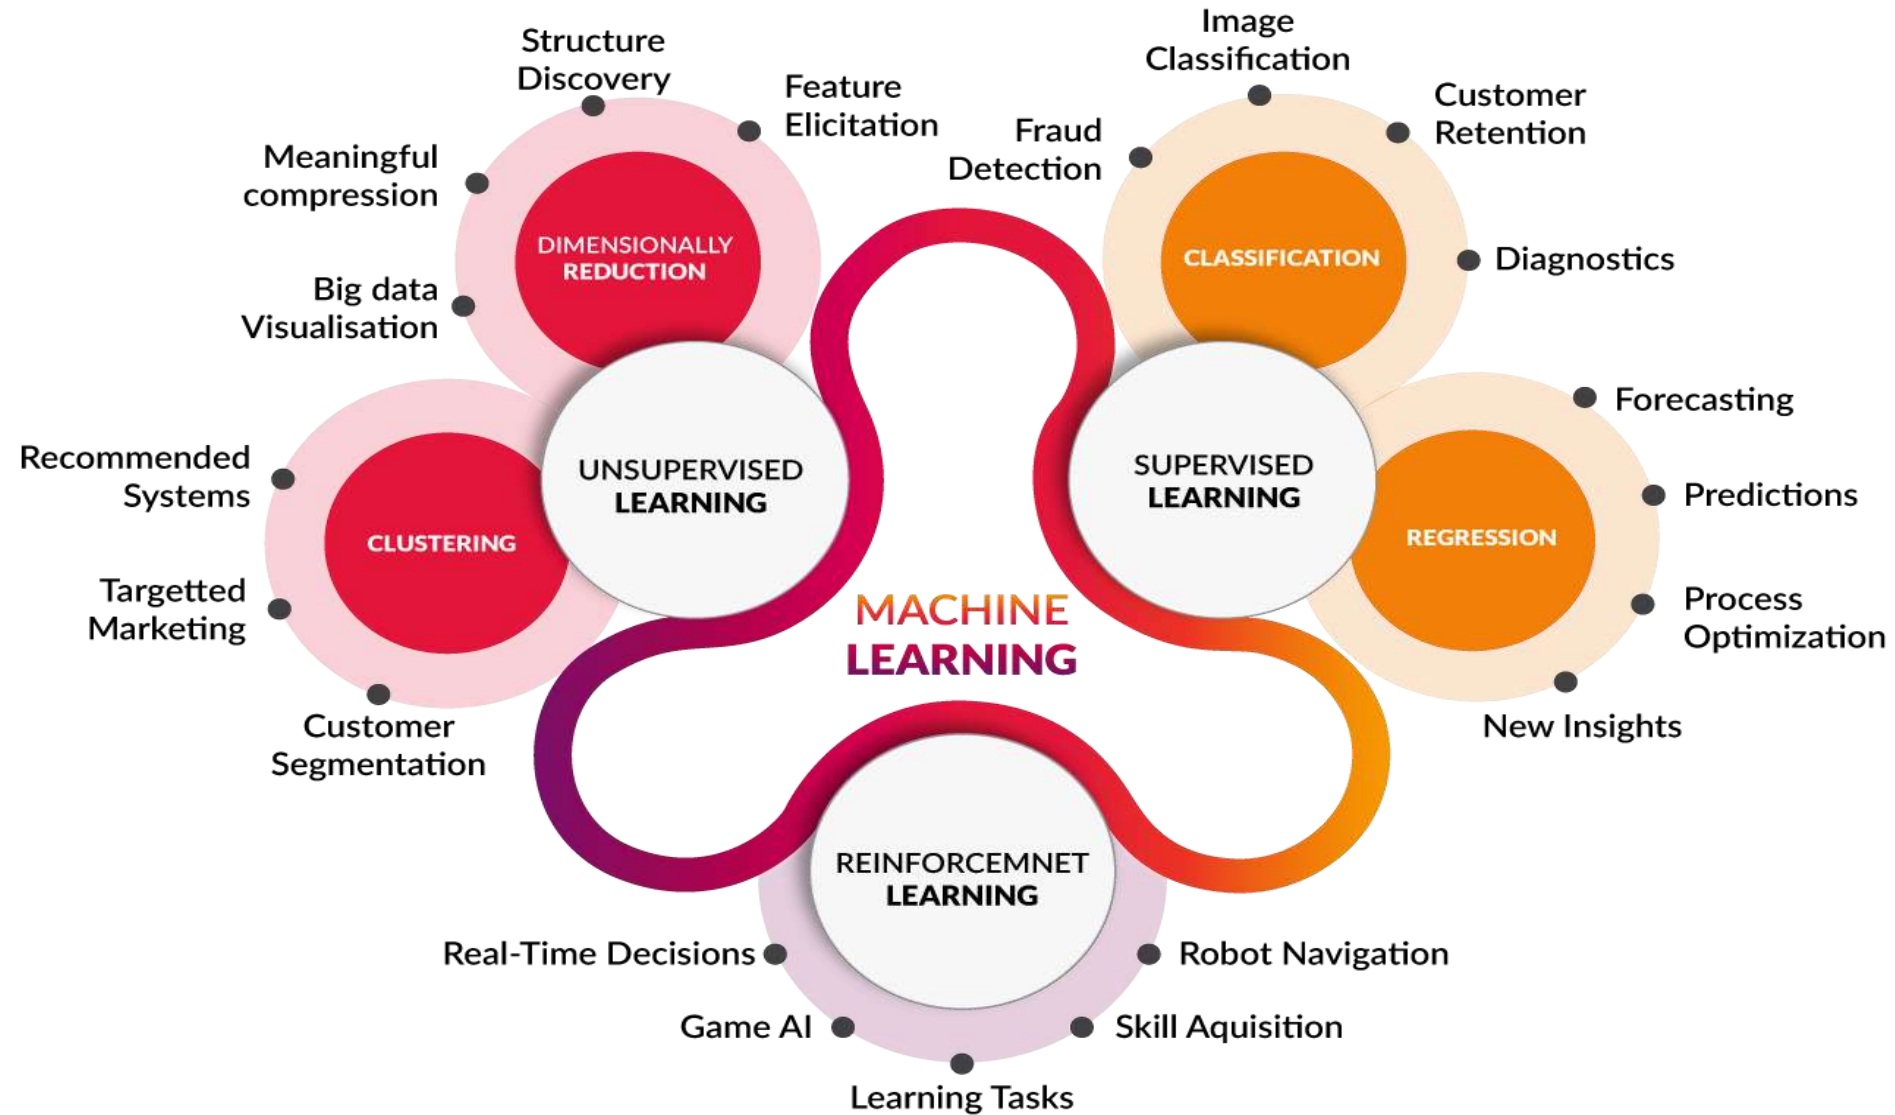 Structure
Discovery
Feature
Elicitation
Meaningful
compression
Big data
Visualisation
DIMENSIONALLY
REDUCTION
Recommended
Systems
Targetted
Marketing
Customer
Segmentation
CLUSTERING
UNSUPERVISED
LEARNING
Image
Classification
Fraud
Detection
Customer
Retention
Diagnostics
CLASSIFICATION
SUPERVISED
LEARNING
Forecasting
Predictions
Process
Optimization
New Insights
REGRESSION
MACHINE
LEARNING
REINFORCEMNET
LEARNING
Real-Time Decisions
Game AI
Learning Tasks
Skill Aquisition
Robot Navigation